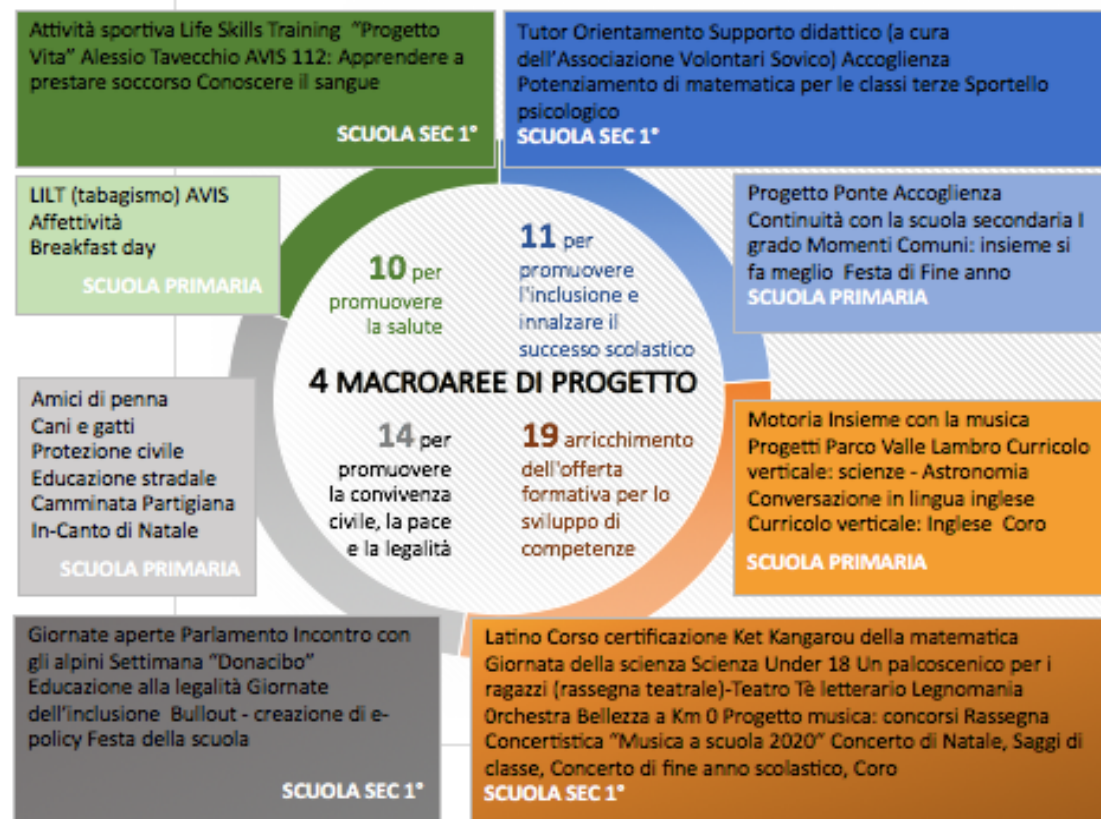 Attività sportiva Life Skills Training "Progetto
Vita" Alessio Tavecchio AVIS 112: Apprendere a
prestare soccorso Conoscere il sangue
SCUOLA SEC 1°
Tutor Orientamento Supporto didattico (a cura
dell'Associazione Volontari Sovico) Accoglienza
Potenziamento di matematica per le classi terze Sportello
psicologico
SCUOLA SEC 1°
LILT (tabagismo) AVIS
Affettività
Breakfast day
SCUOLA PRIMARIA
Progetto Ponte Accoglienza
Continuità con la scuola secondaria I
grado Momenti Comuni: insieme si
fa meglio Festa di Fine anno
SCUOLA PRIMARIA
10 per
promuovere
la salute
11 per
promuovere
l'inclusione e
innalzare il
successo scolastico
4 MACROAREE DI PROGETTO
14 per
promuovere
la convivenza
civile, la pace
e la legalità
19 arricchimento
dell'offerta
formativa per lo
sviluppo di
competenze
Amici di penna
Cani e gatti
Protezione civile
Educazione stradale
Camminata Partigiana
In-Canto di Natale
SCUOLA PRIMARIA
Motoria Insieme con la musica
Progetti Parco Valle Lambro Curricolo
verticale: scienze - Astronomia
Conversazione in lingua inglese
Curricolo verticale: Inglese Coro
SCUOLA PRIMARIA
Giornate aperte Parlamento Incontro con
gli alpini Settimana "Donacibo"
Educazione alla legalità Giornate
dell'inclusione Bullout - creazione di e-
policy Festa della scuola
SCUOLA SEC 1°
Latino Corso certificazione Ket Kangarou della matematica
Giornata della scienza Scienza Under 18 Un palcoscenico per i
ragazzi (rassegna teatrale)-Teatro Tè letterario Legnomania
0rchestra Bellezza a Km 0 Progetto musica: concorsi Rassegna
Concertistica "Musica a scuola 2020" Concerto di Natale, Saggi di
classe, Concerto di fine anno scolastico, Coro
SCUOLA SEC 1°